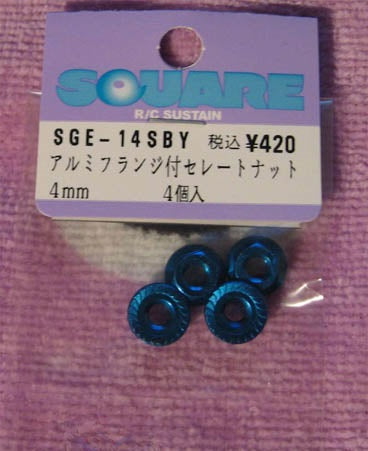 SQUARE
R/C SUSTAIN
SGE-14SBY 税込 ¥420
アルミフランジ付セレートナット
4mm 4個入